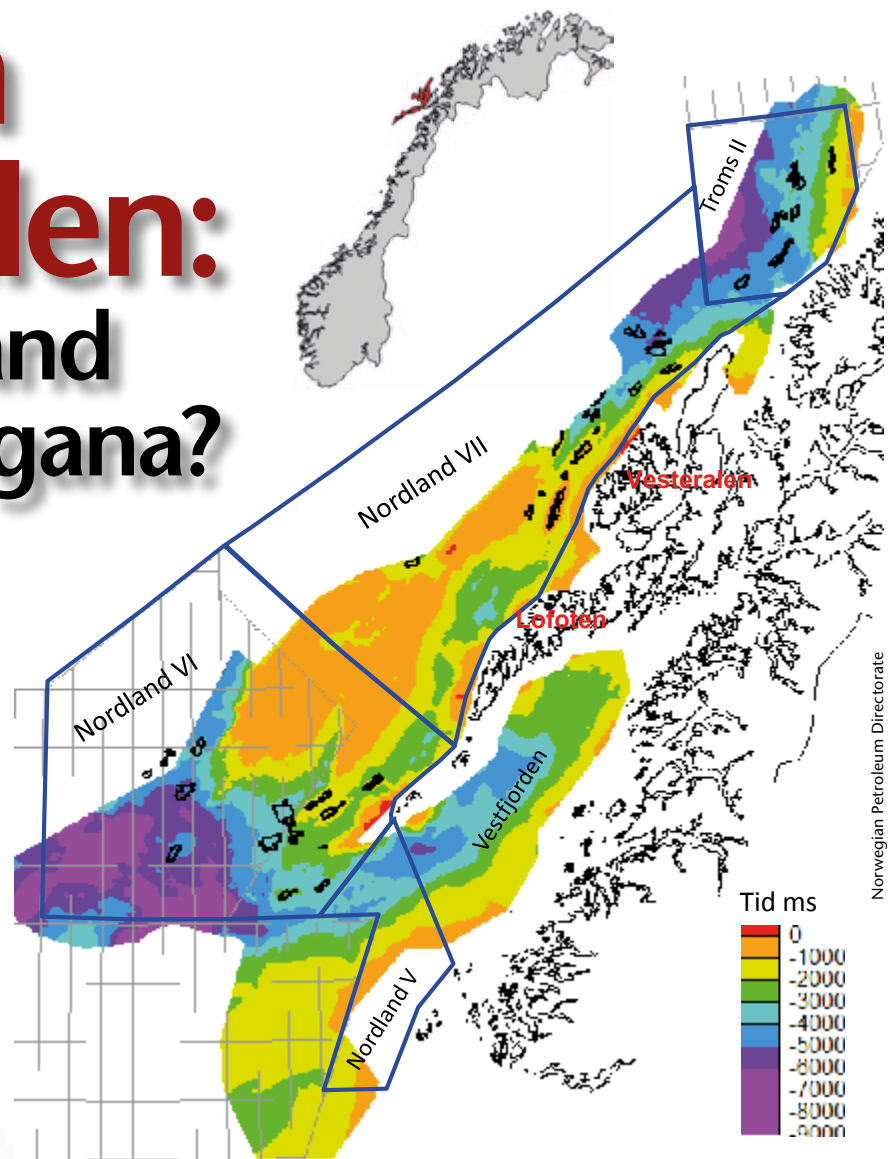 len:
and
gana?
Troms II
Nordland VII
Vesteralen
Lofoten
Nordland VI
Vestfjorden
Nordland V
Norwegian Petroleum Directorate
Tid ms
0
-1000
-2000
-3000
-4000
-5000
-6000
-7000
-8000
-9000